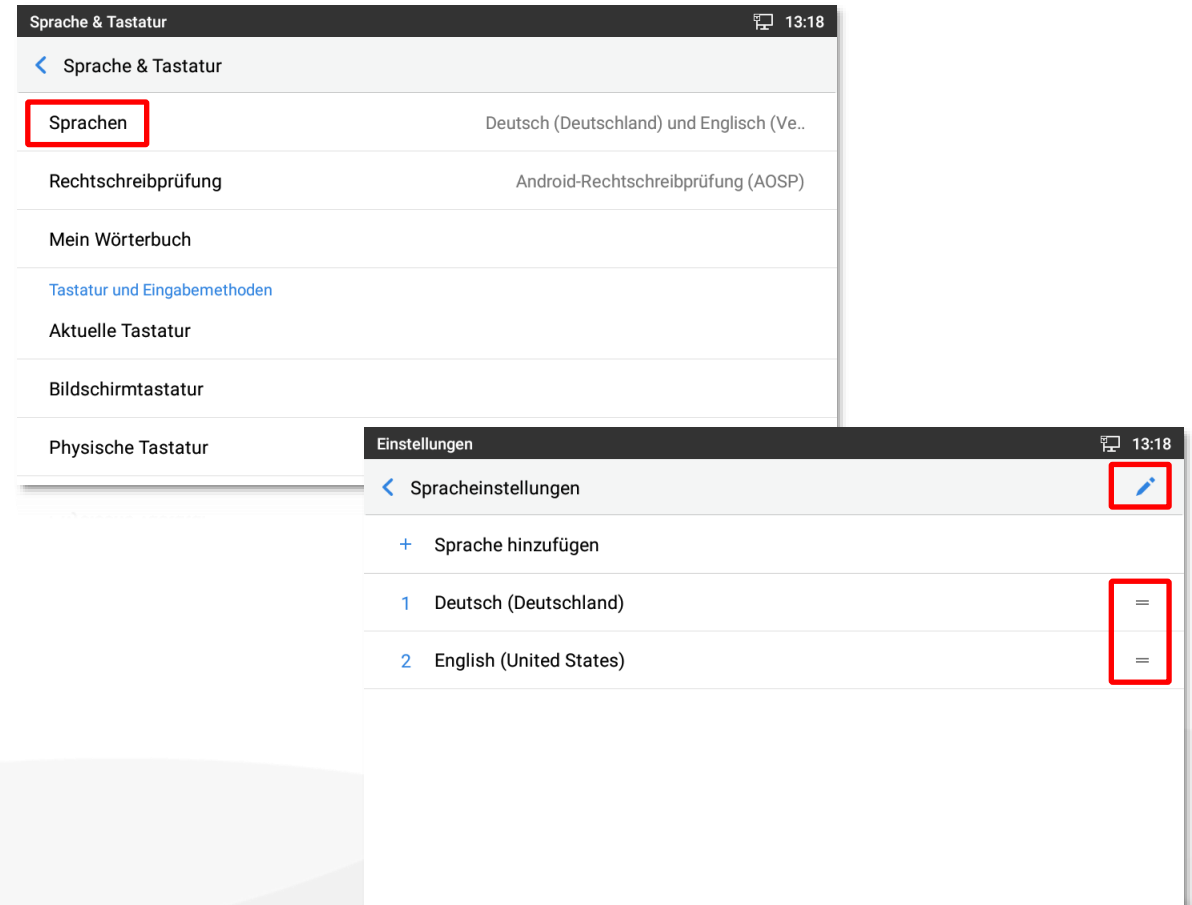 Sprache & Tastatur 13:18
Sprache & Tastatur
Sprachen Deutsch (Deutschland) und Englisch (Ve..
Rechtschreibprüfung Android-Rechtschreibprüfung (AOSP)
Mein Wörterbuch
Tastatur und Eingabemethoden
Aktuelle Tastatur
Bildschirmtastatur
Physische Tastatur
Einstellungen 13:18
Spracheinstellungen
+ Sprache hinzufügen
1 Deutsch (Deutschland) =
2 English (United States) =